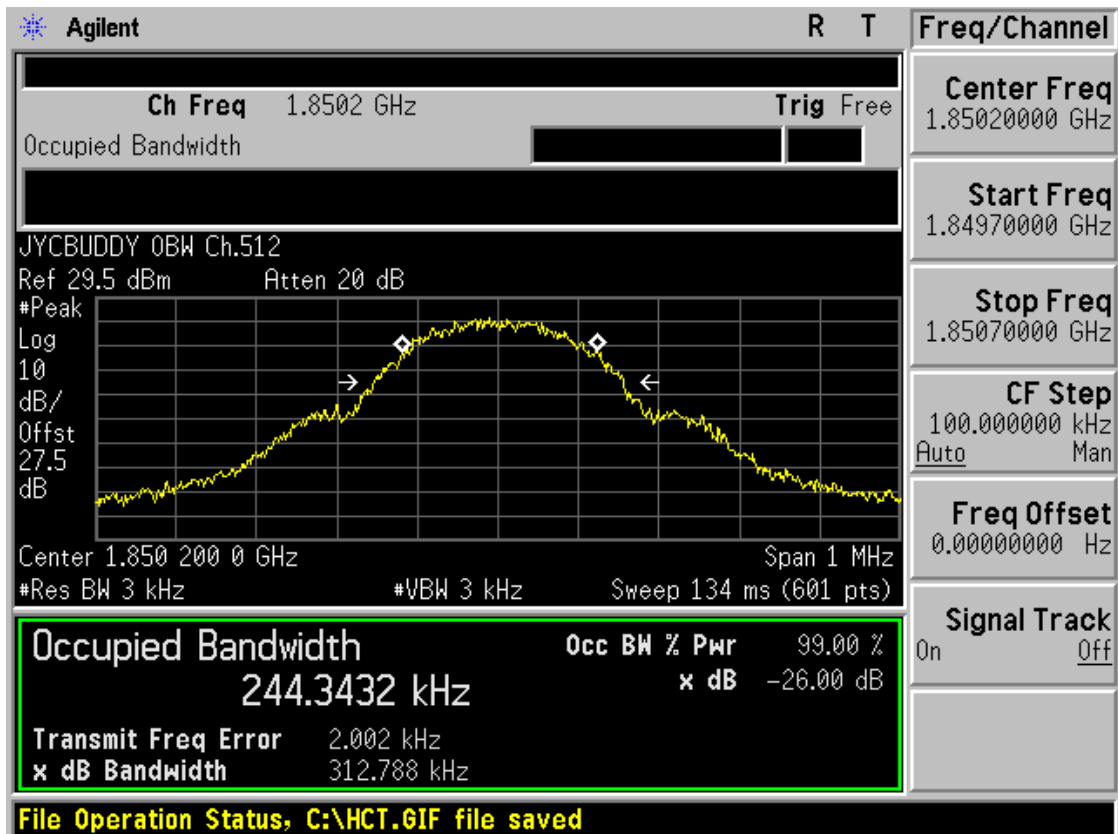 Agilent R T
Freq/Channel
Ch Freq 1.8502 GHz Trig Free
Occupied Bandwidth
JYCBUDDY OBW Ch.512
Ref 29.5 dBm Atten 20 dB
#Peak
Log
10
dB/
Offst
27.5
dB
Center 1.850 200 0 GHz Span 1 MHz
#Res BW 3 kHz #VBW 3 kHz Sweep 134 ms (601 pts)
Occupied Bandwidth
244.3432 kHz
Occ BW % Pwr 99.00 %
x dB -26.00 dB
Transmit Freq Error 2.002 kHz
x dB Bandwidth 312.788 kHz
File Operation Status, C:\HCT.GIF file saved
Center Freq
1.85020000 GHz
Start Freq
1.84970000 GHz
Stop Freq
1.85070000 GHz
CF Step
100.000000 kHz
Auto Man
Freq Offset
0.00000000 Hz
Signal Track
On Off